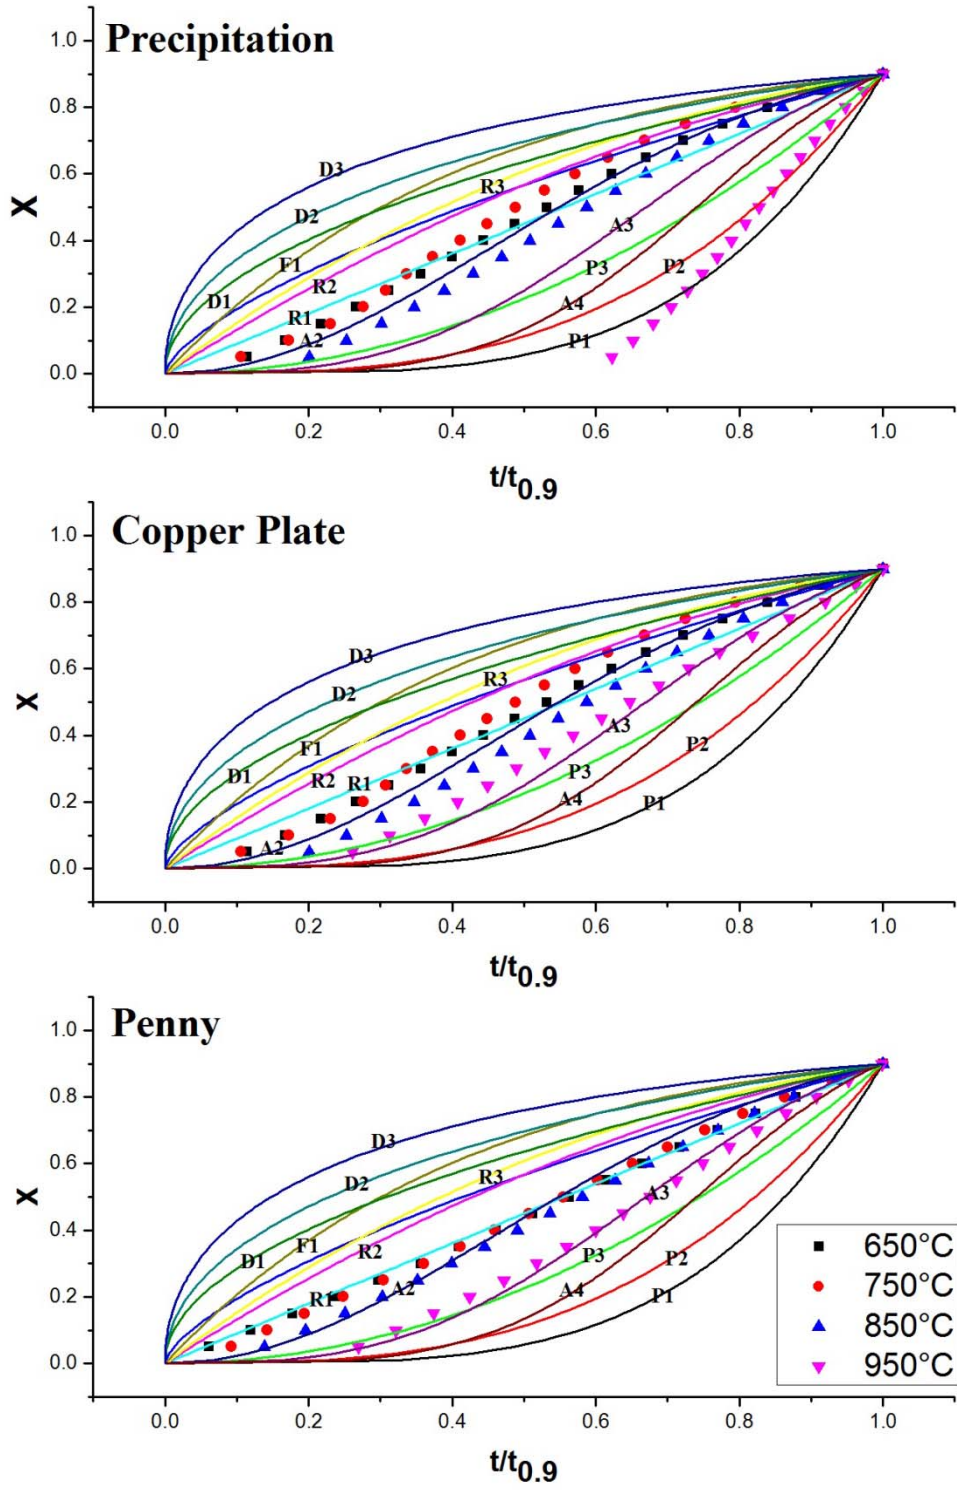 Precipitation
1.0
0.8
0.6
0.4
0.2
0.0
X
D3
D2
R3
A3
F1
P3
P2
D1
R2
R1
A4
A2
P1
0.0 0.2 0.4 0.6 0.8 1.0
t/t0.9
Copper Plate
1.0
0.8
0.6
0.4
0.2
0.0
X
D3
D2
R3
A3
F1
P2
D1
R2
R1
P3
A4
P1
A2
0.0 0.2 0.4 0.6 0.8 1.0
t/t0.9
Penny
1.0
0.8
0.6
0.4
0.2
0.0
X
D3
D2
R3
A3
F1
R2
D1
P3
P2
A2
A4
R1
P1
650°C
750°C
850°C
950°C
0.0 0.2 0.4 0.6 0.8 1.0
t/t0.9